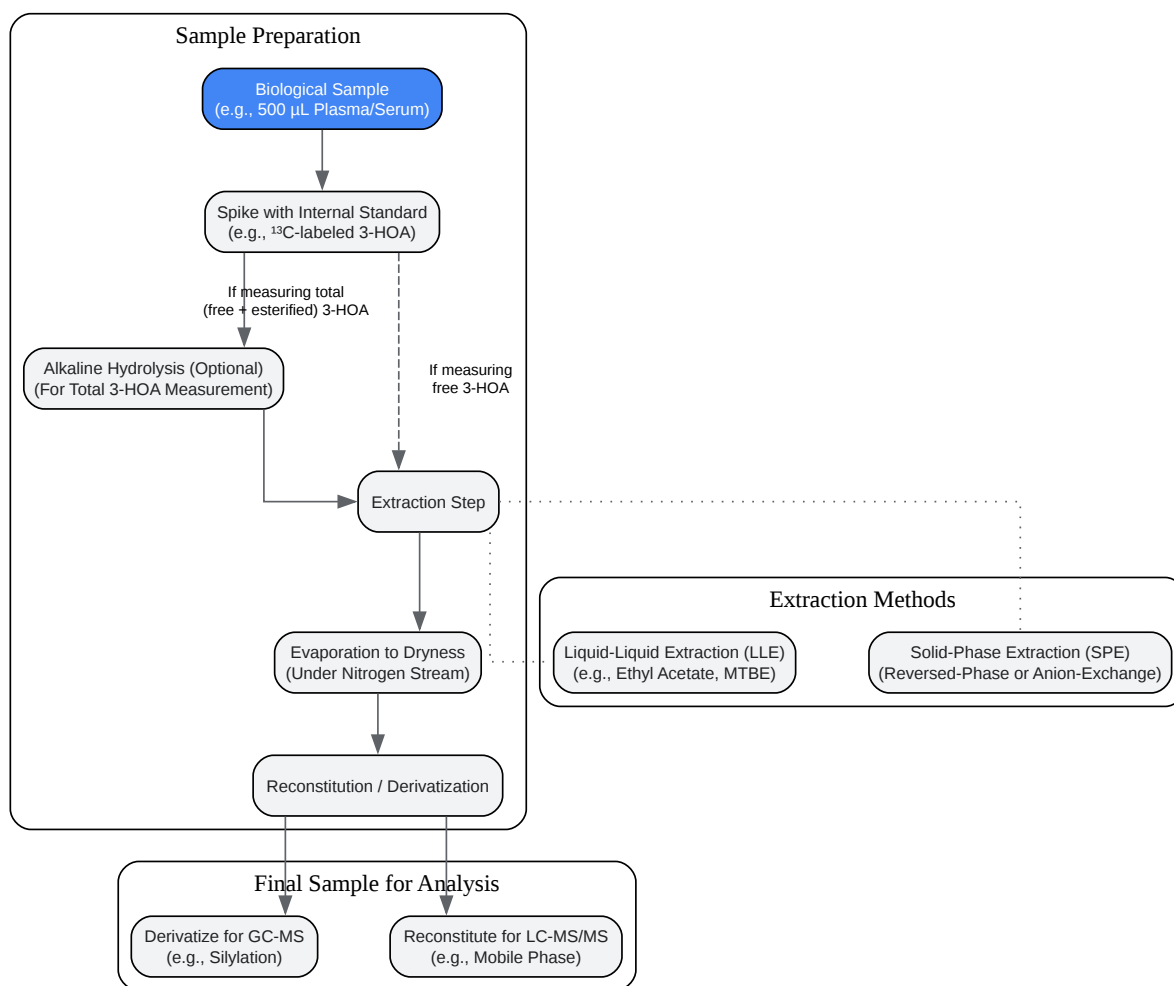 Sample Preparation
Biological Sample
(e.g., 500 µL Plasma/Serum)
Spike with Internal Standard
(e.g., ¹³C-labeled 3-HOA)
If measuring total
(free + esterified) 3-HOA
Alkaline Hydrolysis (Optional)
(For Total 3-HOA Measurement)
If measuring
free 3-HOA
Extraction Step
Extraction Methods
Evaporation to Dryness
(Under Nitrogen Stream)
Liquid-Liquid Extraction (LLE)
(e.g., Ethyl Acetate, MTBE)
Solid-Phase Extraction (SPE)
(Reversed-Phase or Anion-Exchange)
Reconstitution / Derivatization
Final Sample for Analysis
Derivatize for GC-MS
(e.g., Silylation)
Reconstitute for LC-MS/MS
(e.g., Mobile Phase)